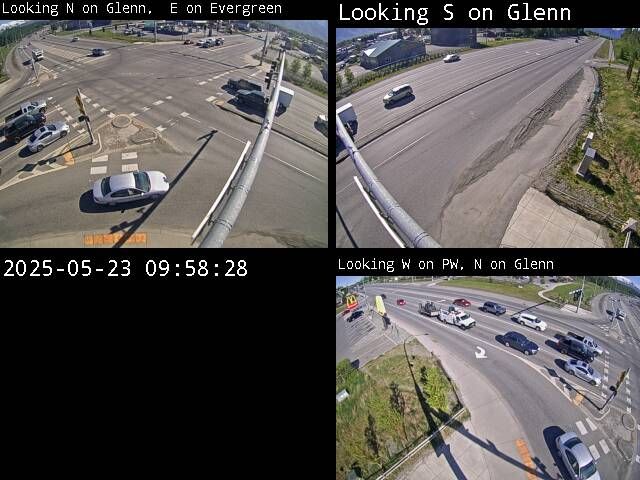 Looking N on Glenn,  E on Evergreen
Looking S on Glenn
2025-05-23 09:58:28
Looking W on PW, N on Glenn